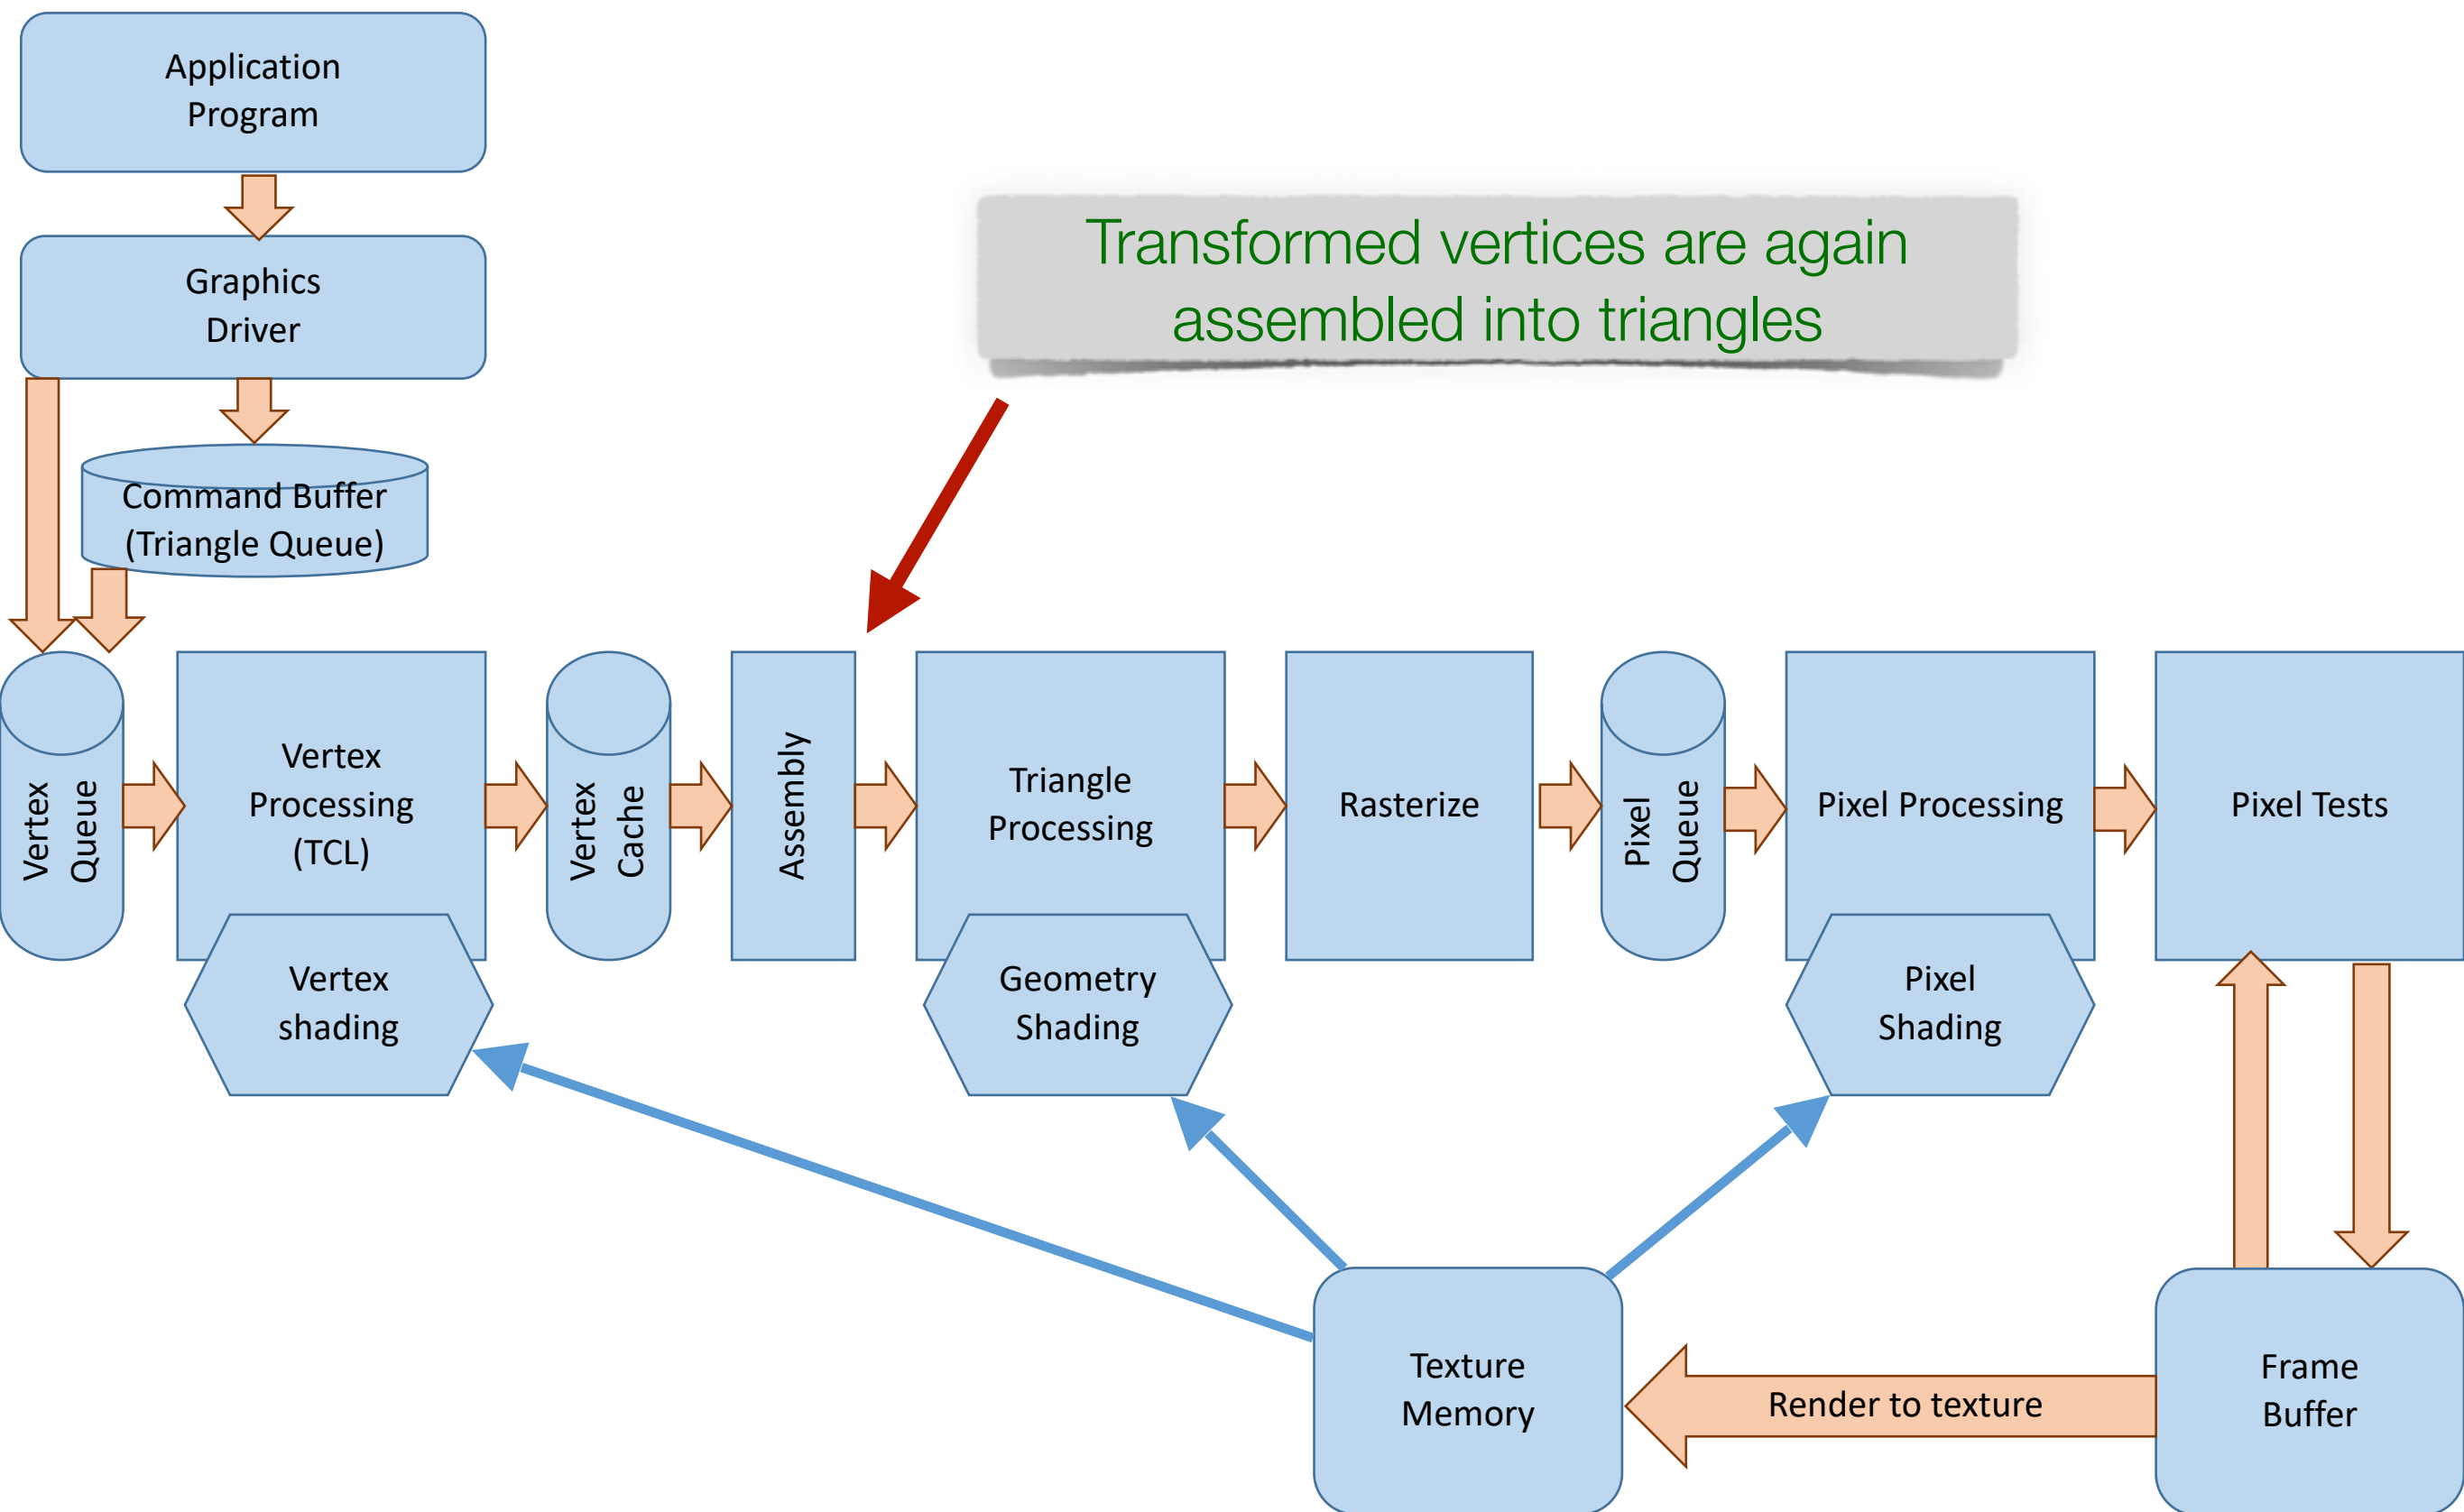 Application
Program
Transformed vertices are again
assembled into triangles
Graphics
Driver
Command Buffer
(Triangle Queue)
Vertex
Queue
Vertex
Processing
(TCL)
Vertex
Cache
Assembly
Triangle
Processing
Rasterize
Pixel
Queue
Pixel Processing
Pixel Tests
Vertex
shading
Geometry
Shading
Pixel
Shading
Texture
Memory
Render to texture
Frame
Buffer